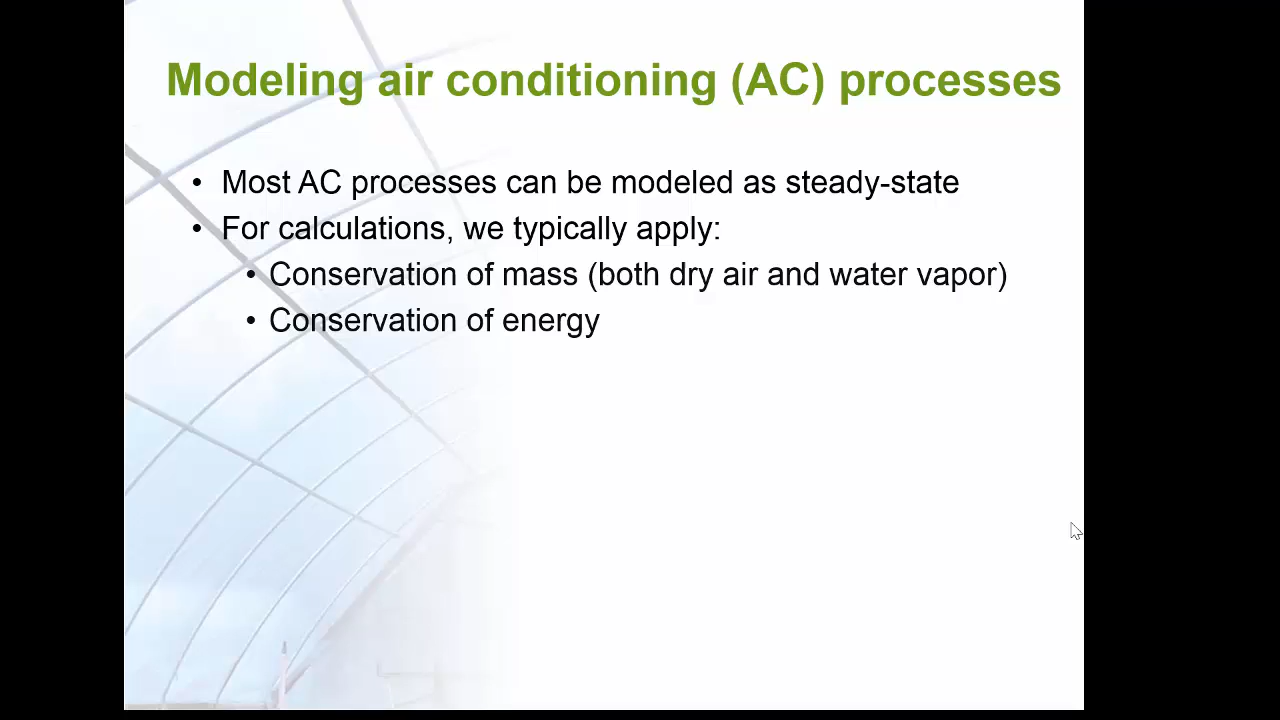 Modeling air conditioning (AC) processes
• Most AC processes can be modeled as steady-state
• For calculations, we typically apply:
• Conservation of mass (both dry air and water vapor)
• Conservation of energy